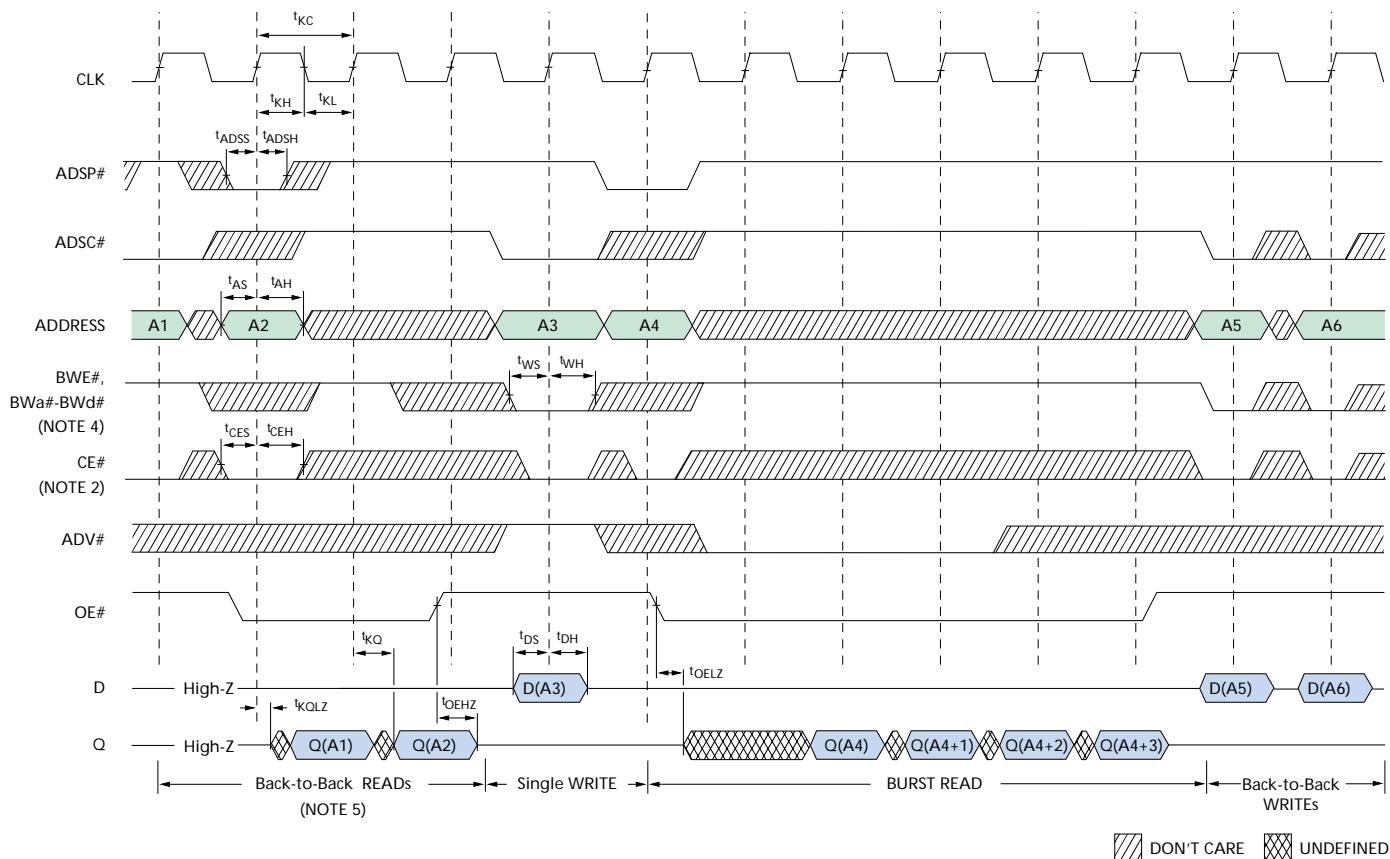 tKC
CLK
tKH
tKL
tADSS
tADSH
ADSP#
ADSC#
tAS
tAH
ADDRESS
A1
A2
A3
A4
A5
A6
BWE#,
BWa#-BWd#
(NOTE 4)
tWS
tWH
tCES
tCEH
CE#
(NOTE 2)
ADV#
OE#
tKQ
tDS
tDH
tOELZ
D
High-Z
D(A3)
D(A5)
D(A6)
tKQLZ
tOEHZ
Q
High-Z
Q(A1)
Q(A2)
Q(A4)
Q(A4+1)
Q(A4+2)
Q(A4+3)
Back-to-Back READs
(NOTE 5)
Single WRITE
BURST READ
Back-to-Back
WRITEs
DON'T CARE
UNDEFINED